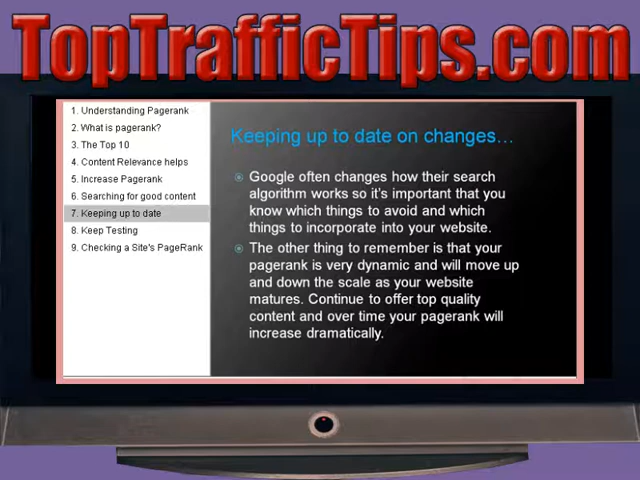 TopTrafficTips.com
1. Understanding Pagerank
2. What is pagerank?
3. The Top 10
4. Content Relevance helps
5. Increase Pagerank
6. Searching for good content
7. Keeping up to date
8. Keep Testing
9. Checking a Site's PageRank
Keeping up to date on changes…
Google often changes how their search
algorithm works so it's important that you
know which things to avoid and which
things to incorporate into your website.
The other thing to remember is that your
pagerank is very dynamic and will move up
and down the scale as your website
matures. Continue to offer top quality
content and over time your pagerank will
increase dramatically.